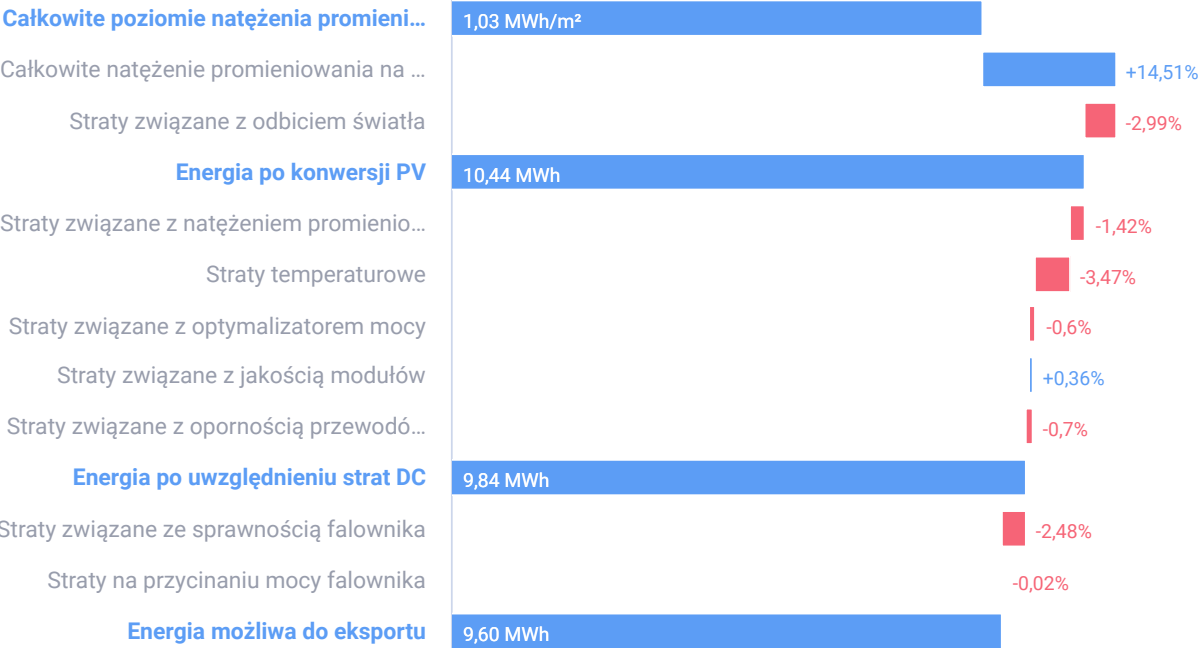 Całkowite poziomie natężenia promieni... 1,03 MWh/m²
Całkowite natężenie promieniowania na ... +14,51%
Straty związane z odbiciem światła -2,99%
Energia po konwersji PV 10,44 MWh
Straty związane z natężeniem promienio... -1,42%
Straty temperaturowe -3,47%
Straty związane z optymalizatorem mocy -0,6%
Straty związane z jakością modułów +0,36%
Straty związane z opornością przewodó... -0,7%
Energia po uwzględnieniu strat DC 9,84 MWh
Straty związane ze sprawnością falownika -2,48%
Straty na przycinaniu mocy falownika -0,02%
Energia możliwa do eksportu 9,60 MWh